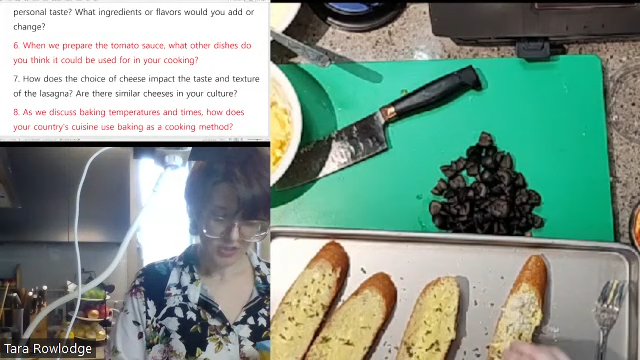 personal taste? What ingredients or flavors would you add or
change?
6. When we prepare the tomato sauce, what other dishes do
you think it could be used for in your cooking?
7. How does the choice of cheese impact the taste and texture
of the lasagna? Are there similar cheeses in your culture?
8. As we discuss baking temperatures and times, how does
your country's cuisine use baking as a cooking method?
Tara Rowlodge